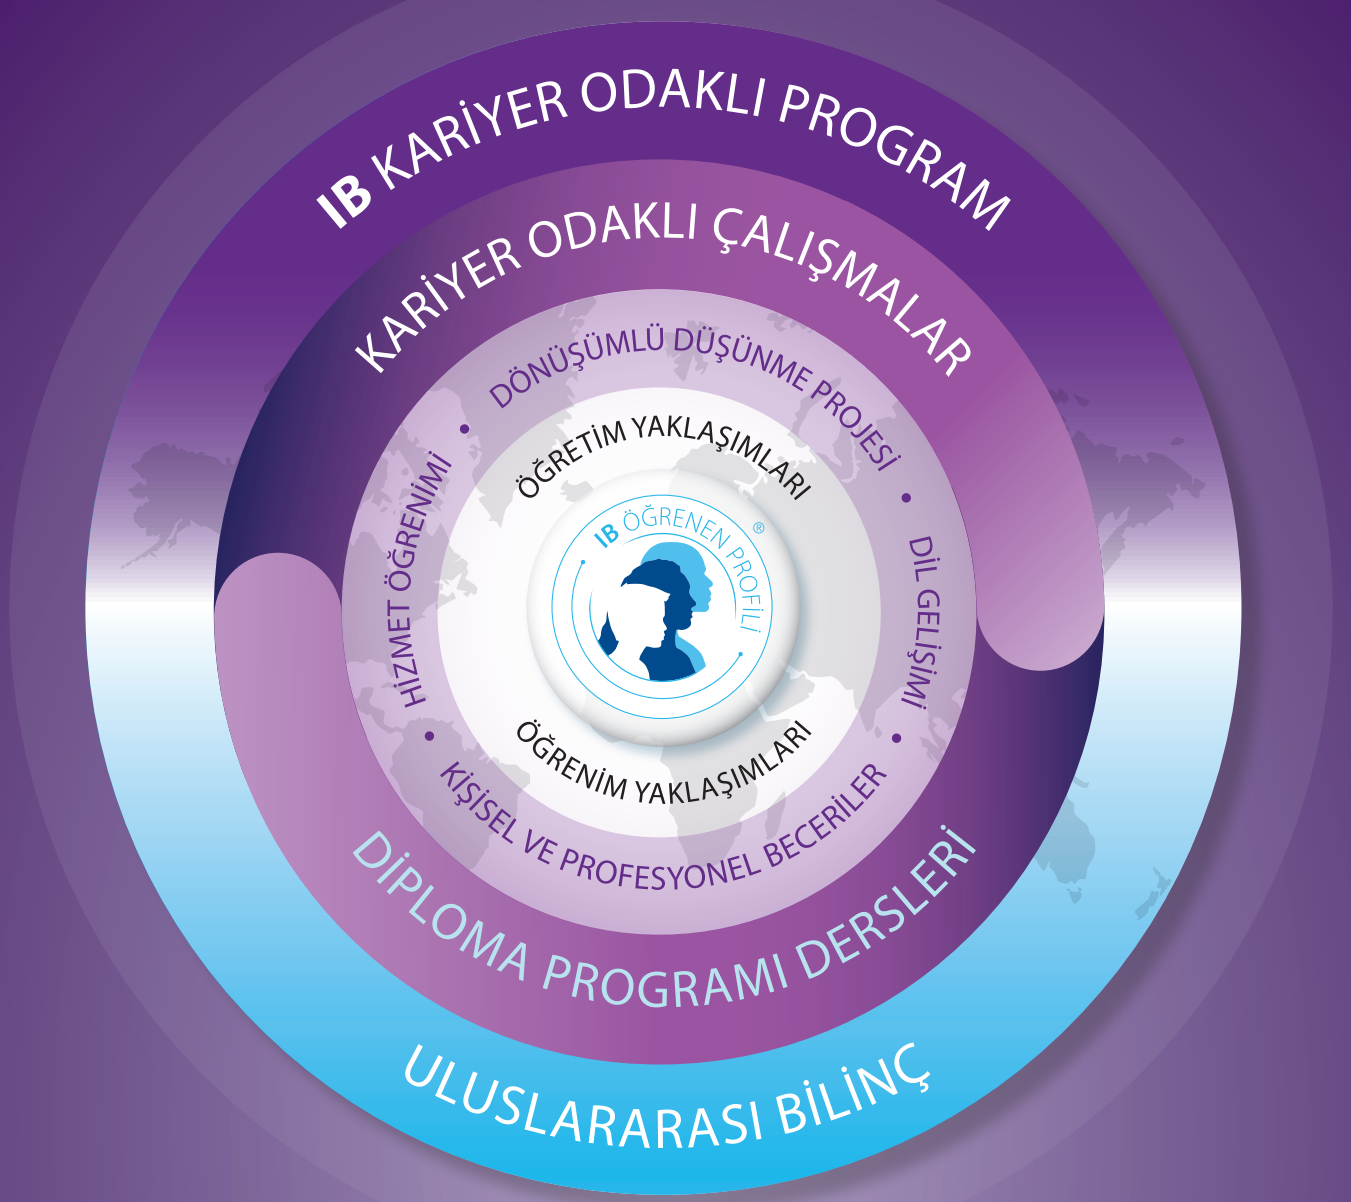 IB KARİYER ODAKLI PROGRAM
KARİYER ODAKLI ÇALIŞMALAR
DÖNÜŞÜMLÜ DÜŞÜNME PROJESİ
•
DİL GELİŞİMİ
•
KİŞİSEL VE PROFESYONEL BECERİLER
•
HİZMET ÖĞRENİMİ
•
ÖĞRETİM YAKLAŞIMLARI
IB ÖĞRENEN PROFİLİ ®
ÖĞRENİM YAKLAŞIMLARI
DİPLOMA PROGRAMI DERSLERİ
ULUSLARARASI BİLİNÇ